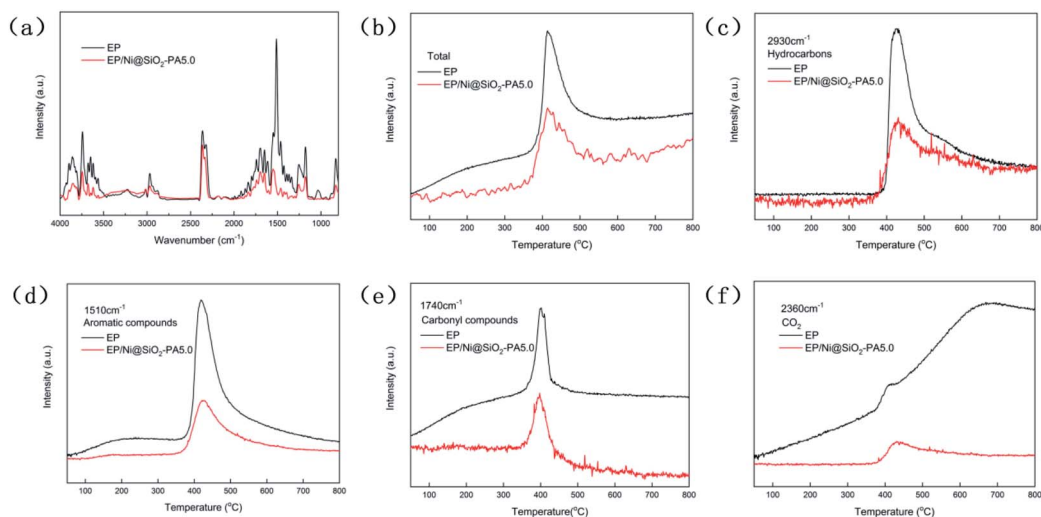 (a)
EP
EP/Ni@SiO₂-PA5.0
Intensity (a.u.)
4000 3500 3000 2500 2000 1500 1000
Wavenumber (cm⁻¹)
(b)
Total
EP
EP/Ni@SiO₂-PA5.0
Intensity (a.u.)
100 200 300 400 500 600 700 800
Temperature (°C)
(c)
2930cm⁻¹
Hydrocarbons
EP
EP/Ni@SiO₂-PA5.0
Intensity (a.u.)
100 200 300 400 500 600 700 800
Temperature (°C)
(d)
1510cm⁻¹
Aromatic compounds
EP
EP/Ni@SiO₂-PA5.0
Intensity (a.u.)
100 200 300 400 500 600 700 800
Temperature (°C)
(e)
1740cm⁻¹
Carbonyl compounds
EP
EP/Ni@SiO₂-PA5.0
Intensity (a.u.)
100 200 300 400 500 600 700 800
Temperature(°C)
(f)
2360cm⁻¹
CO₂
EP
EP/Ni@SiO₂-PA5.0
Intensity (a.u.)
100 200 300 400 500 600 700 800
Temperature (°C)